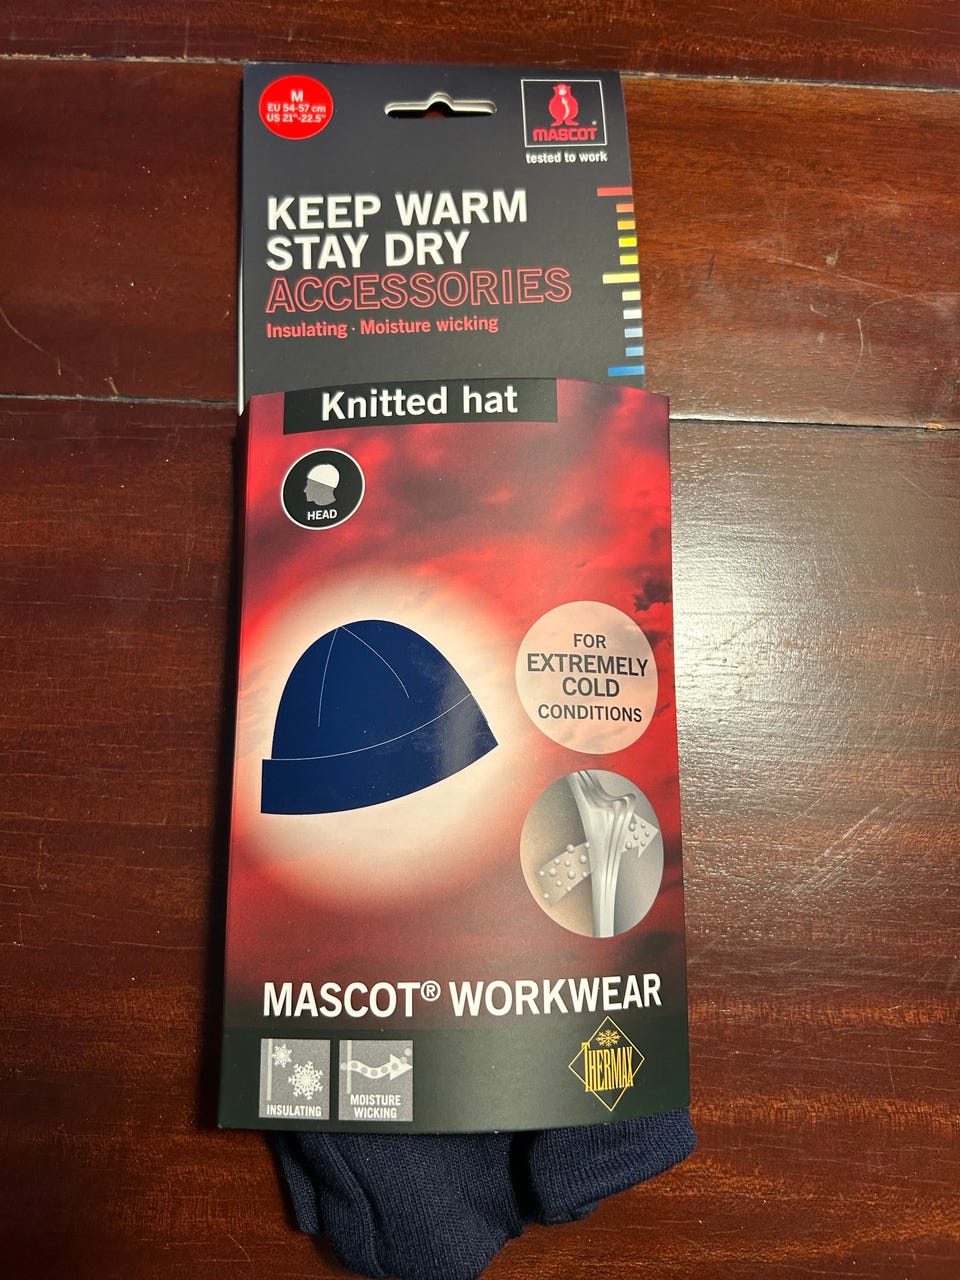 M
EU 54-57 cm
US 21"-22.5"
MASCOT®
tested to work
KEEP WARM
STAY DRY
ACCESSORIES
Insulating · Moisture wicking
Knitted hat
HEAD
FOR
EXTREMELY
COLD
CONDITIONS
MASCOT® WORKWEAR
INSULATING
MOISTURE
WICKING
THERMAX